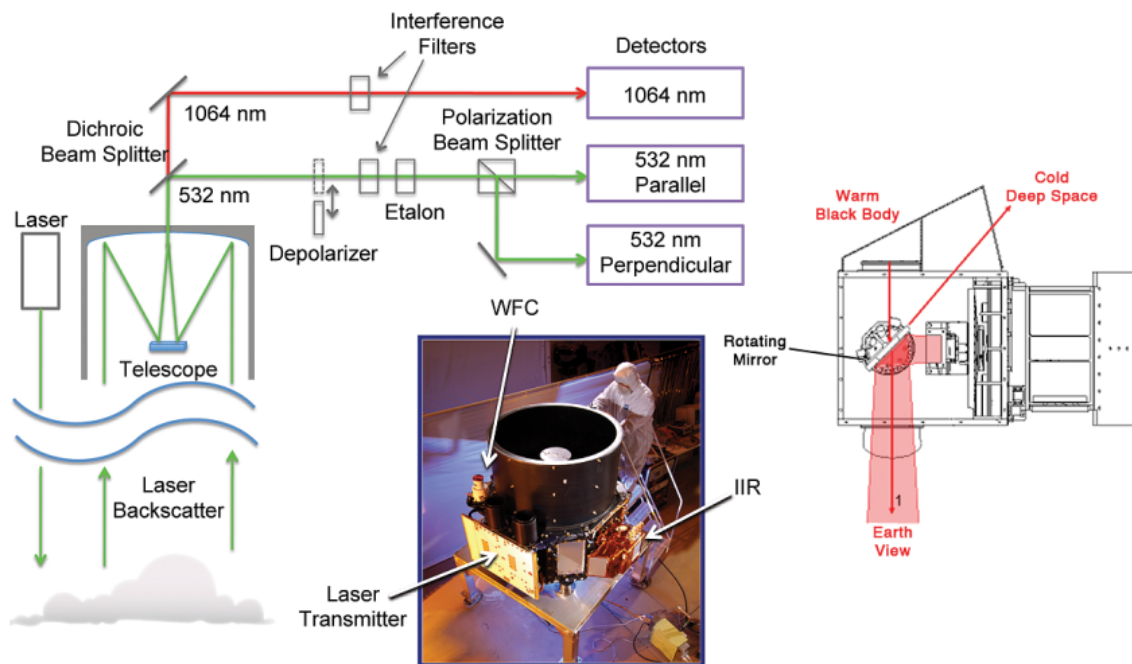 Interference
Filters
Detectors
1064 nm
1064 nm
Dichroic
Beam Splitter
Polarization
Beam Splitter
532 nm
Parallel
532 nm
Etalon
Depolarizer
532 nm
Perpendicular
Laser
Telescope
Laser
Backscatter
WFC
IIR
Laser
Transmitter
Warm
Black Body
Cold
Deep Space
Rotating
Mirror
1
Earth
View